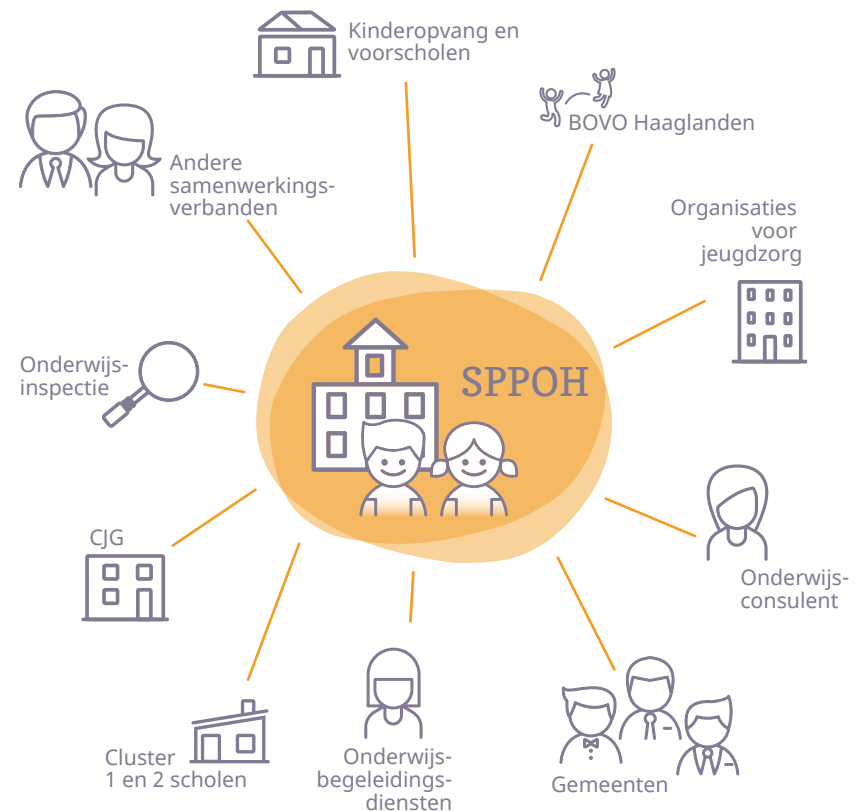 Kinderopvang en
voorscholen
BOVO Haaglanden
Andere
samenwerkings-
verbanden
Organisaties
voor
jeugdzorg
Onderwijs-
inspectie
SPPOH
CJG
Onderwijs-
consulent
Cluster
1 en 2 scholen
Onderwijs-
begeleidings-
diensten
Gemeenten